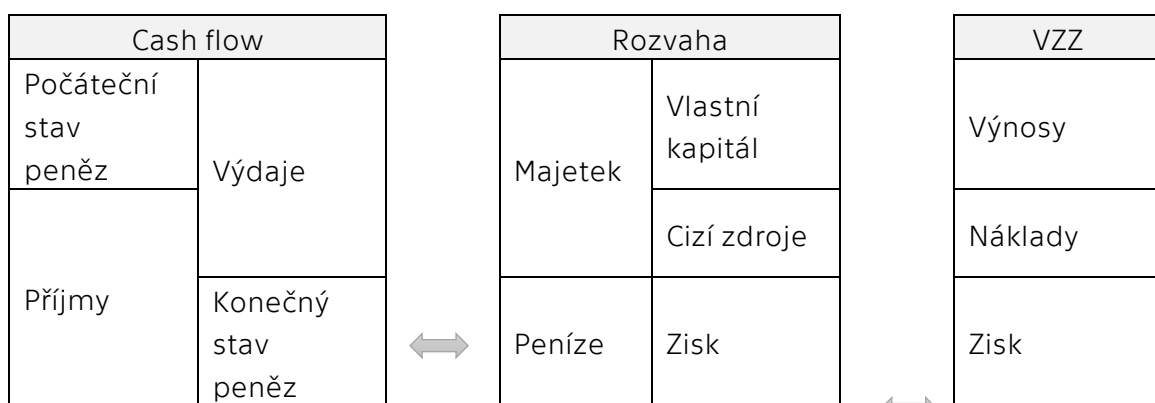 Cash flow
Počáteční
stav
peněz
Výdaje
Příjmy
Konečný
stav
peněz
Rozvaha
Majetek
Vlastní
kapitál
Cizí zdroje
Peníze
Zisk
VZZ
Výnosy
Náklady
Zisk